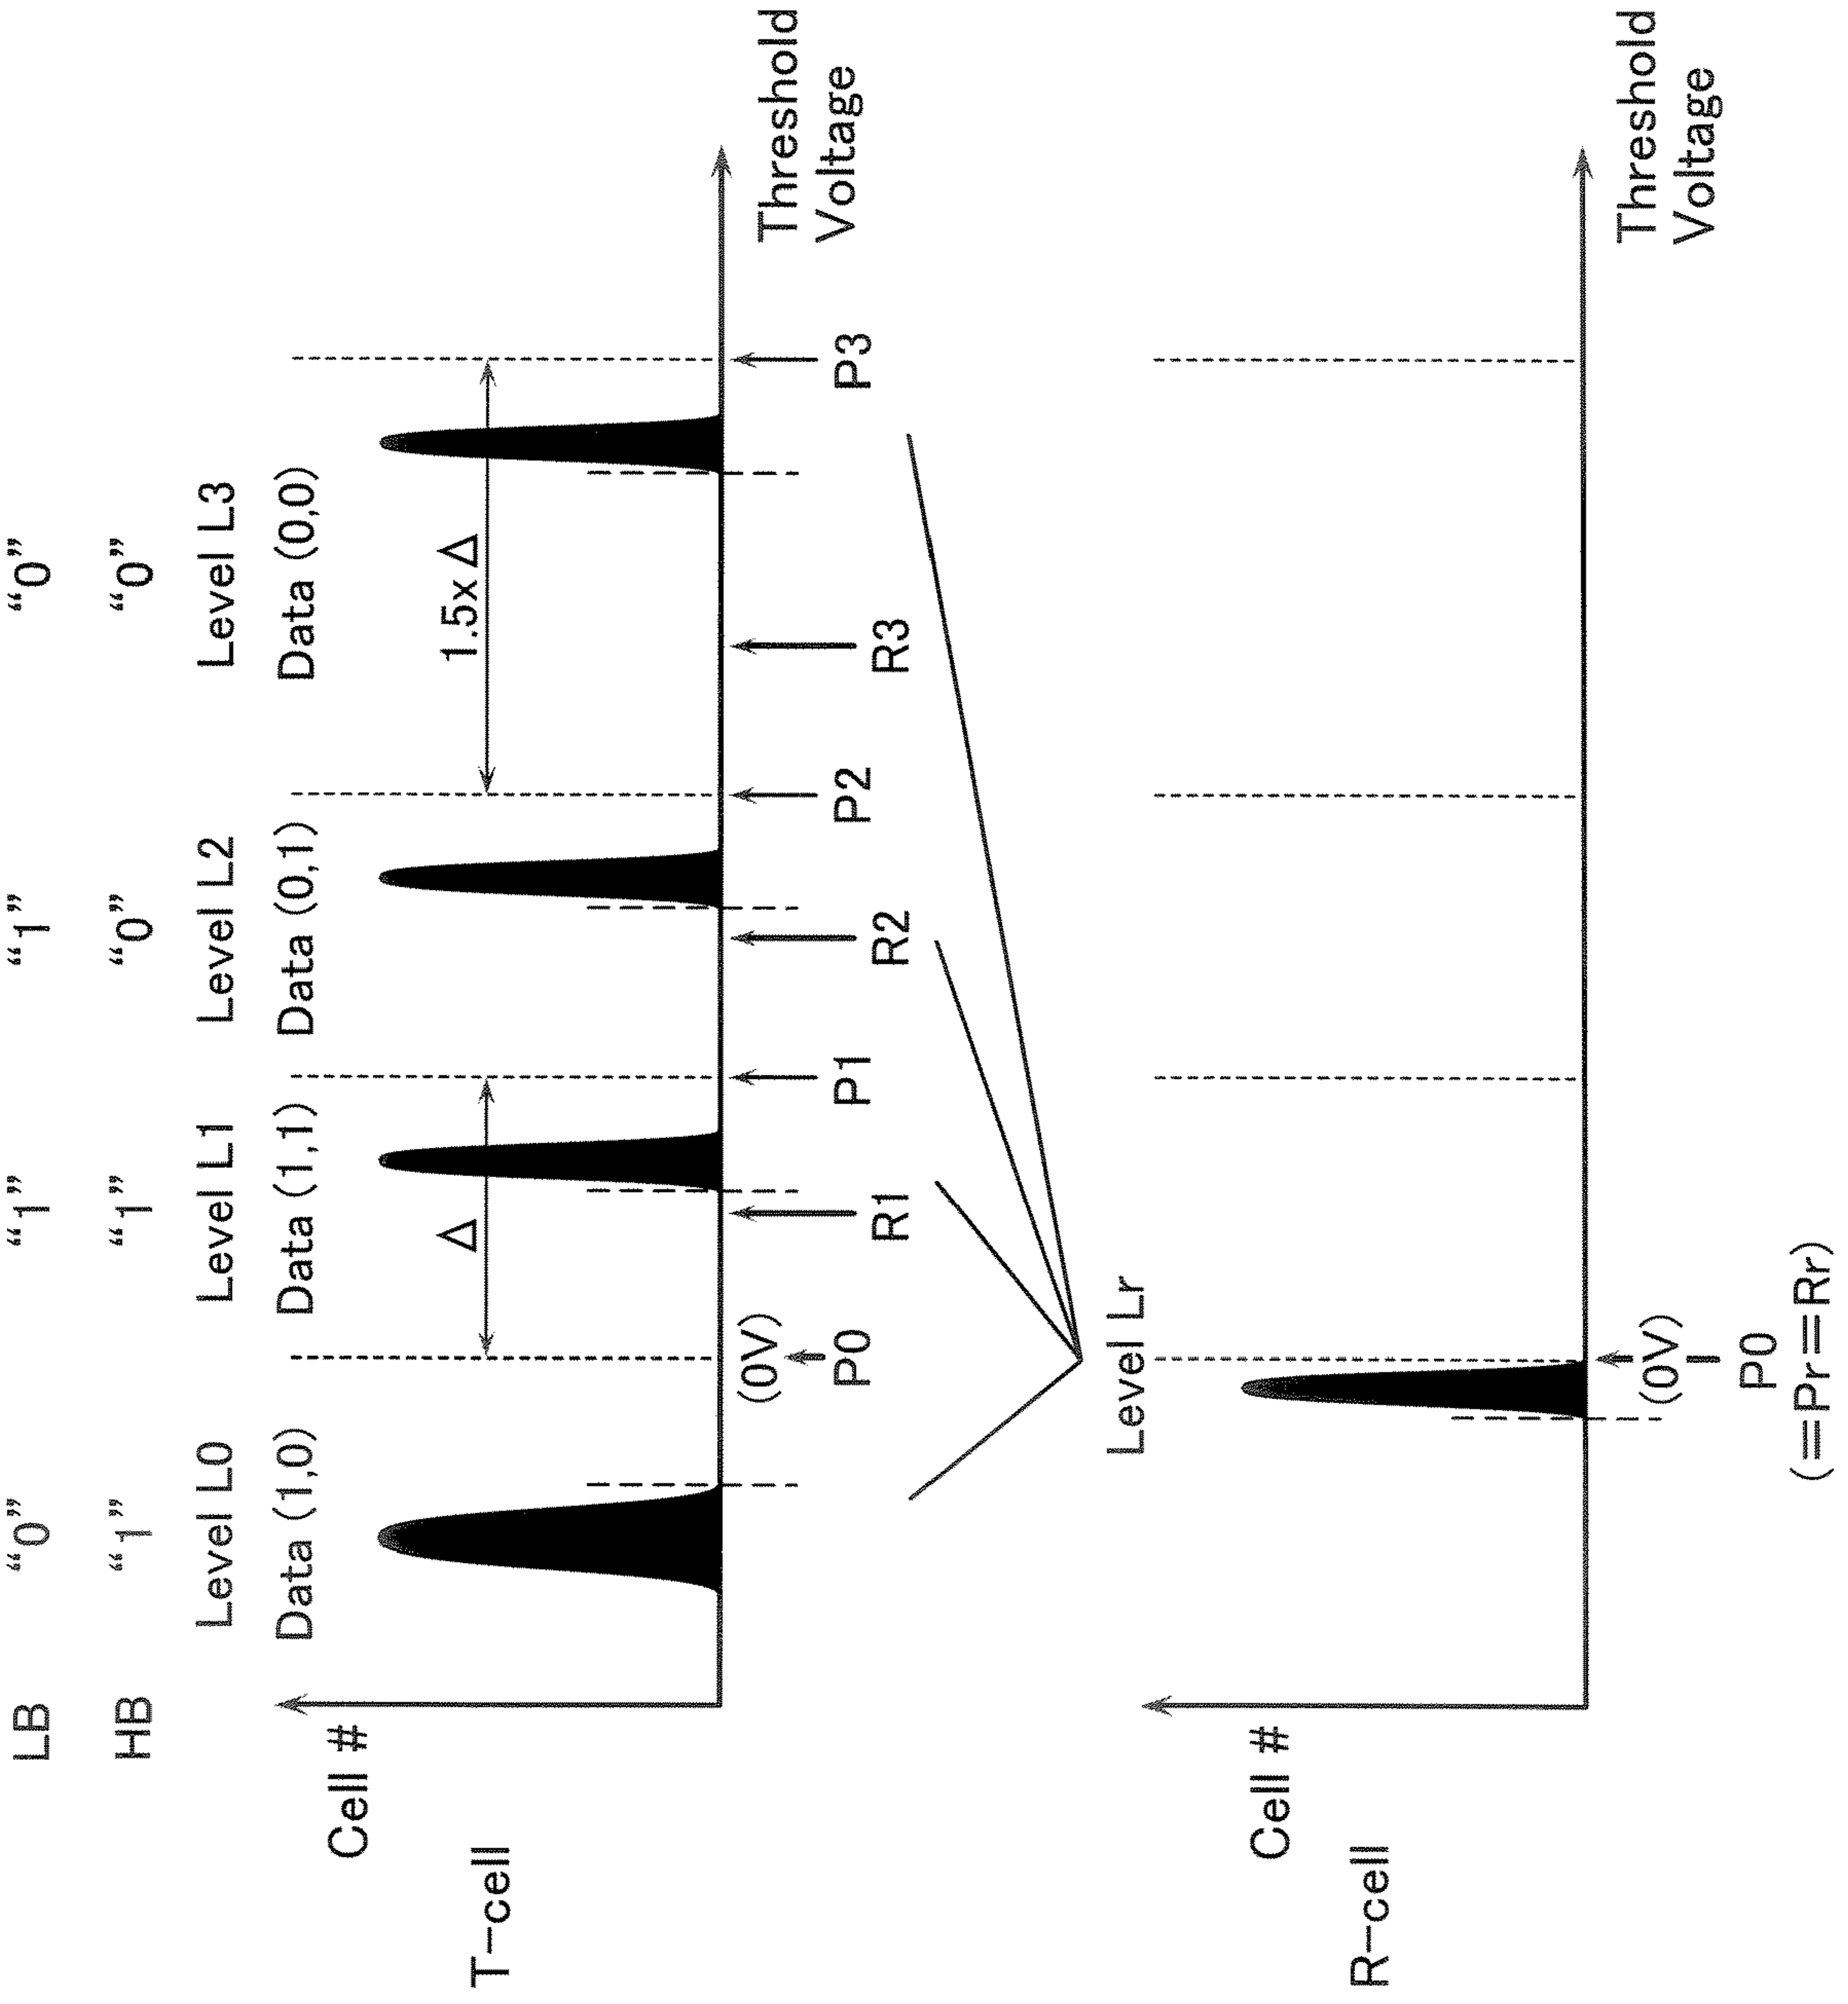 LB “0” “1” “1” “0”
HB “1” “1” “0” “0”
Level L0 Level L1 Level L2 Level L3
Data (1,0) Data (1,1) Data (0,1) Data (0,0)
Cell #
Δ 1.5x Δ
T-cell
(0V)
Threshold
Voltage
P0 P1 P2 P3
R1 R2 R3
Level Lr
Cell #
R-cell
(0V)
Threshold
Voltage
P0
(=Pr=Rr)